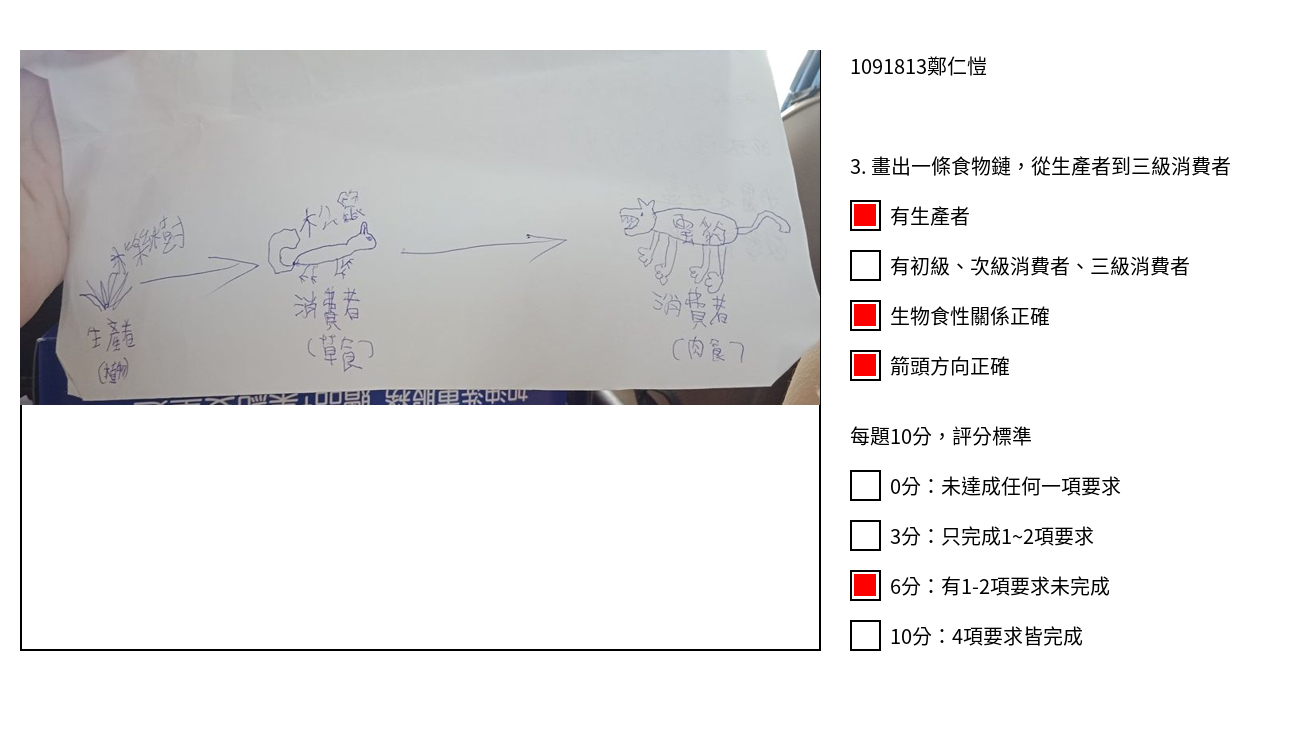 1091813鄭仁愷
3. 畫出一條食物鏈，從生產者到三級消費者
有生產者
有初級、次級消費者、三級消費者
生物食性關係正確
箭頭方向正確
每題10分，評分標準
0分：未達成任何一項要求
3分：只完成1~2項要求
6分：有1-2項要求未完成
10分：4項要求皆完成
生產者
(植物)
松鼠
消費者
(草食)
雲豹
消費者
(肉食)